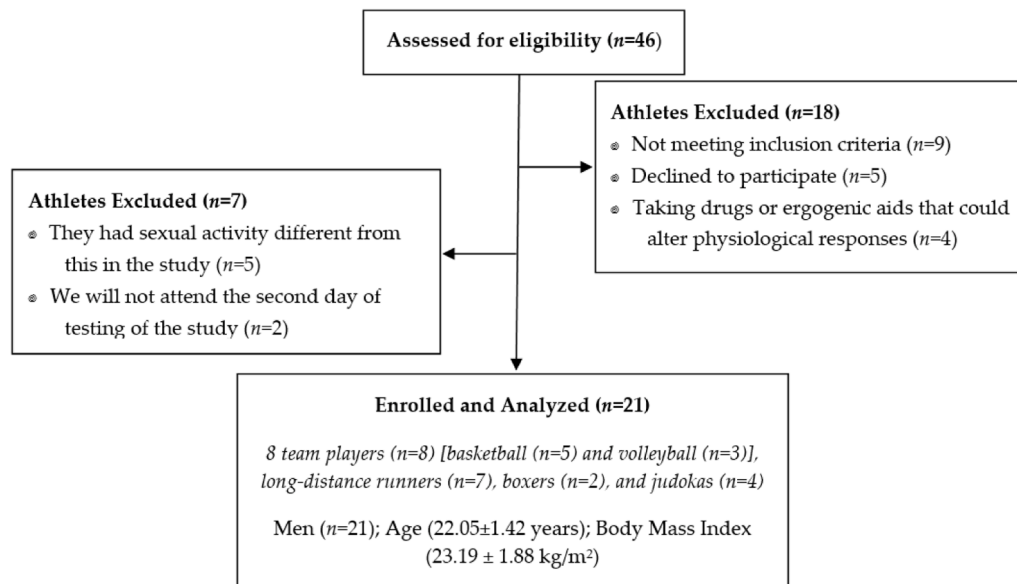 Assessed for eligibility (n=46)
Athletes Excluded (n=18)
๏ Not meeting inclusion criteria (n=9)
๏ Declined to participate (n=5)
๏ Taking drugs or ergogenic aids that could
alter physiological responses (n=4)
Athletes Excluded (n=7)
๏ They had sexual activity different from
this in the study (n=5)
๏ We will not attend the second day of
testing of the study (n=2)
Enrolled and Analyzed (n=21)
8 team players (n=8) [basketball (n=5) and volleyball (n=3)],
long-distance runners (n=7), boxers (n=2), and judokas (n=4)
Men (n=21); Age (22.05±1.42 years); Body Mass Index
(23.19 ± 1.88 kg/m²)